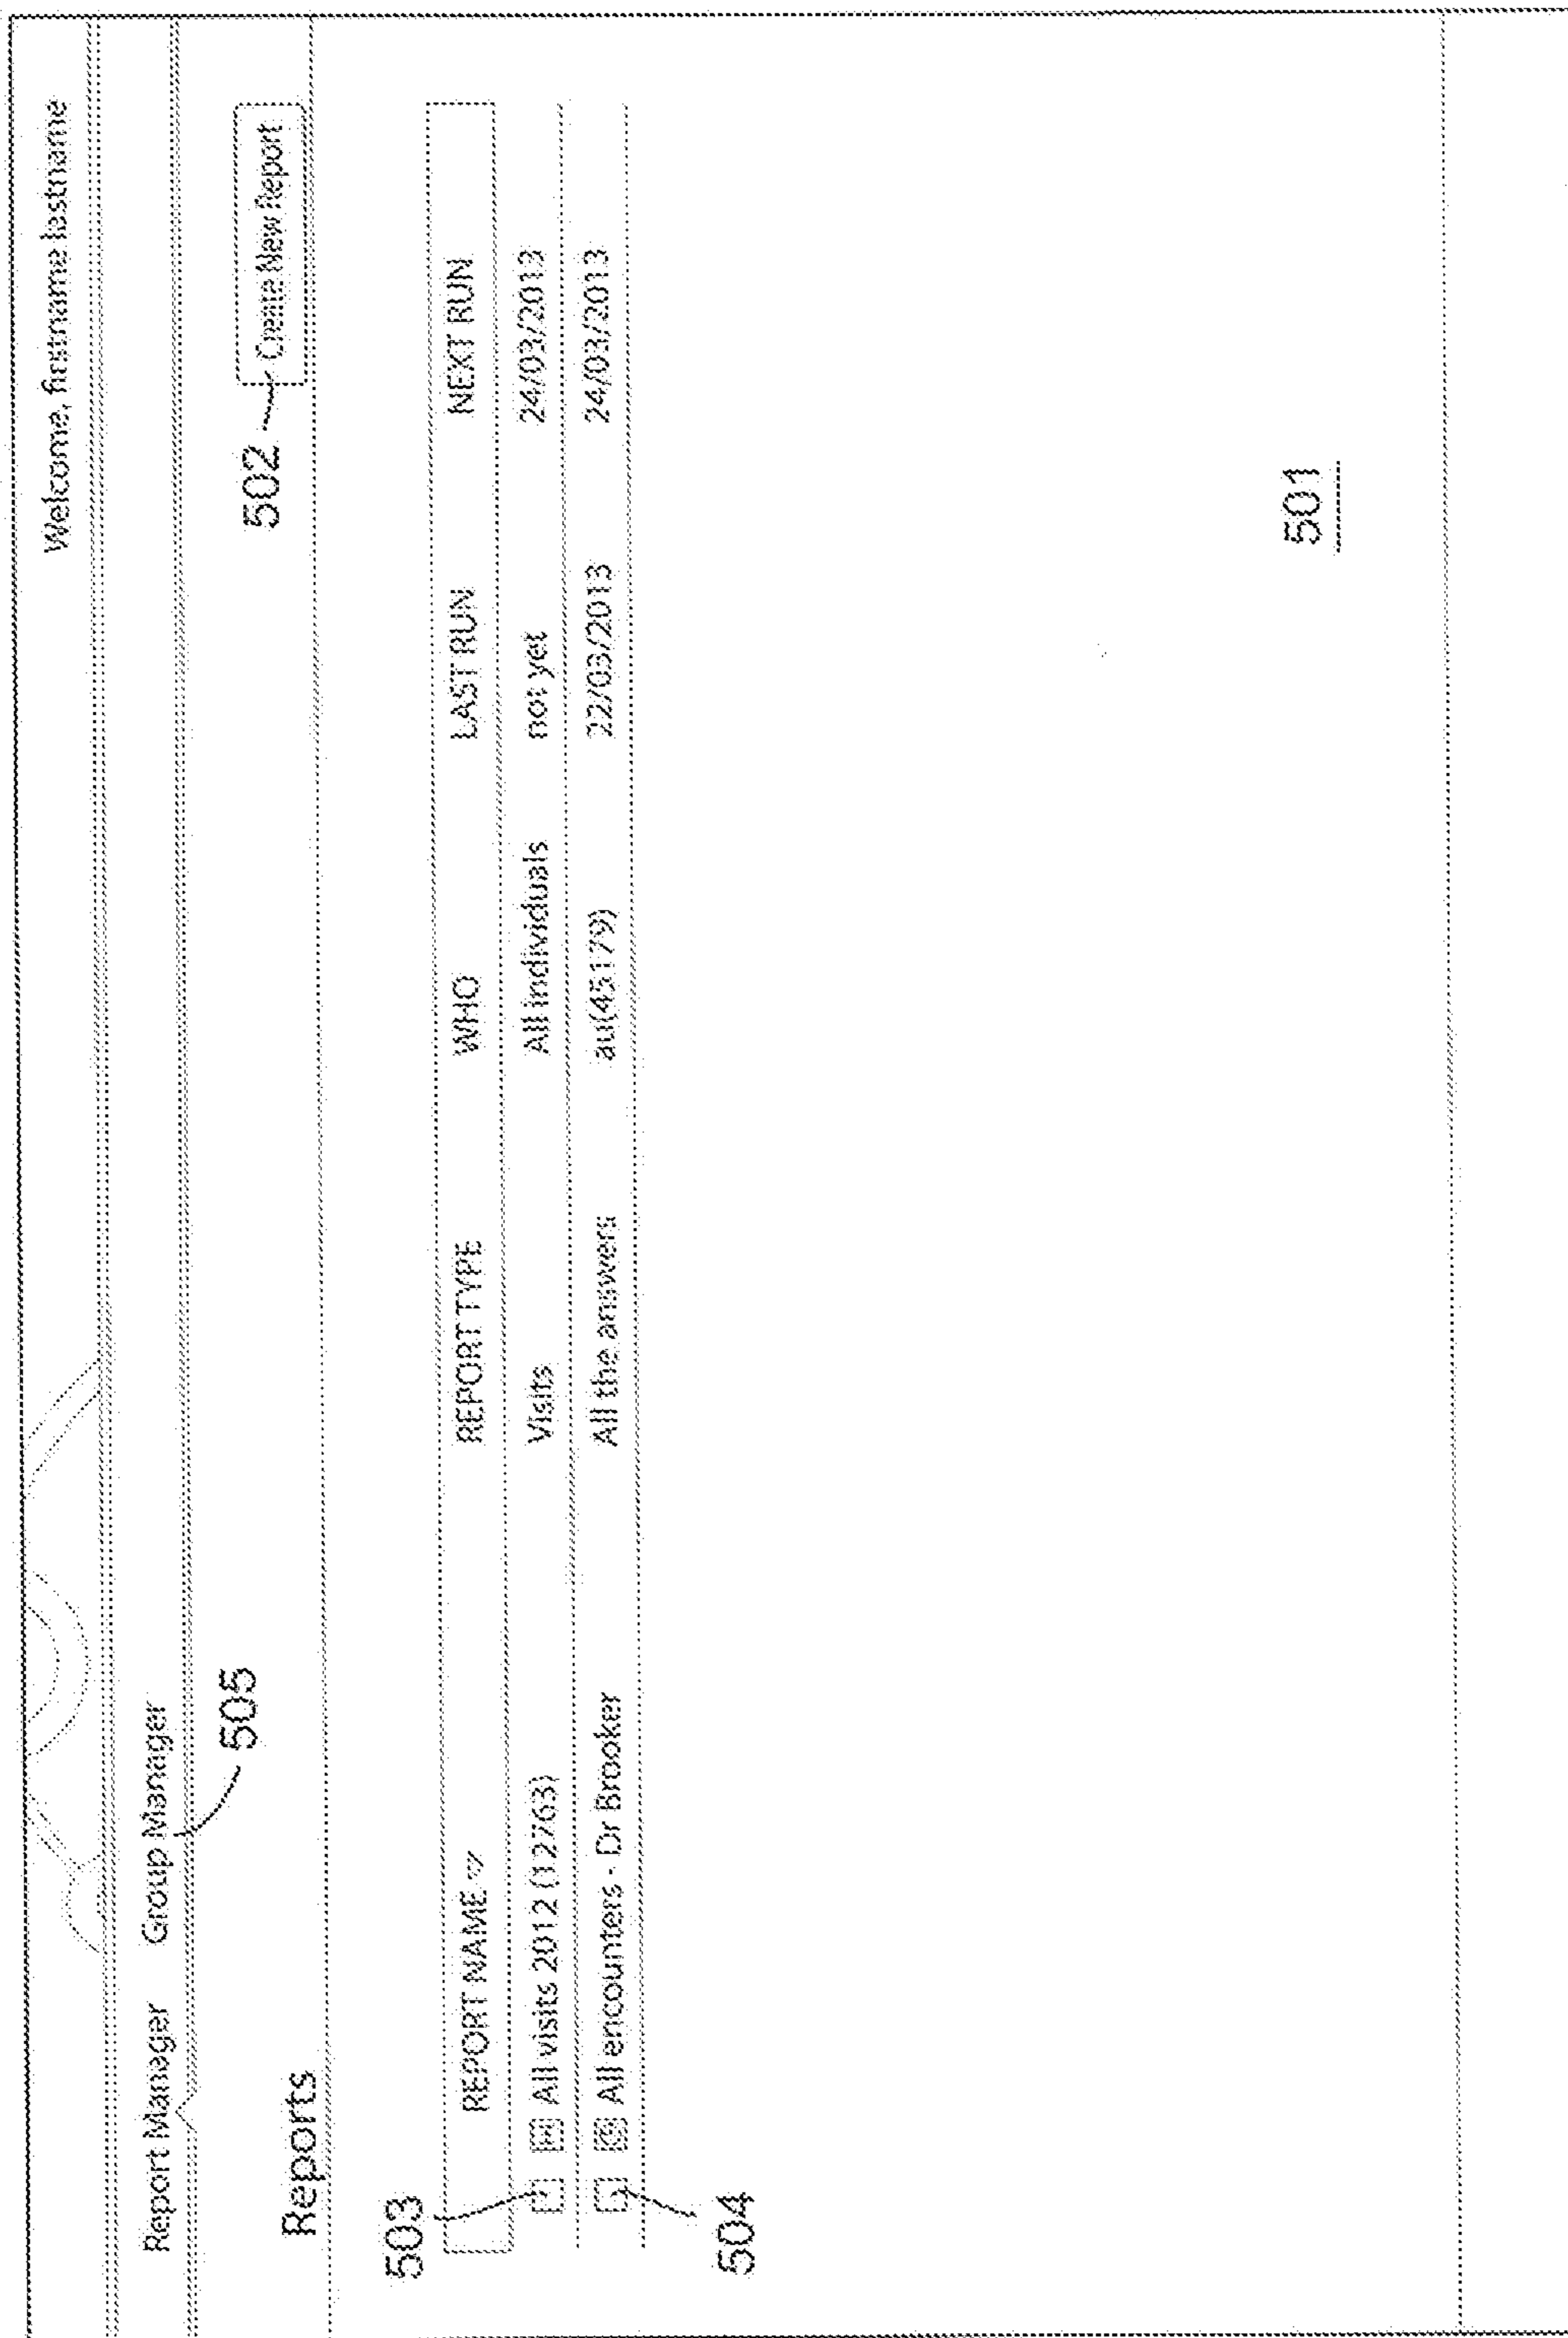 Welcome, firstname lastname
Report Manager Group Manager
505
Reports
502
Create New Report
503
REPORT NAME REPORT TYPE WHO LAST RUN NEXT RUN
All visits 2012 (12763) Visits All individuals not yet 24/03/2013
All encounters - Dr Brooker All the answers au(45179) 22/03/2013 24/03/2013
504
501